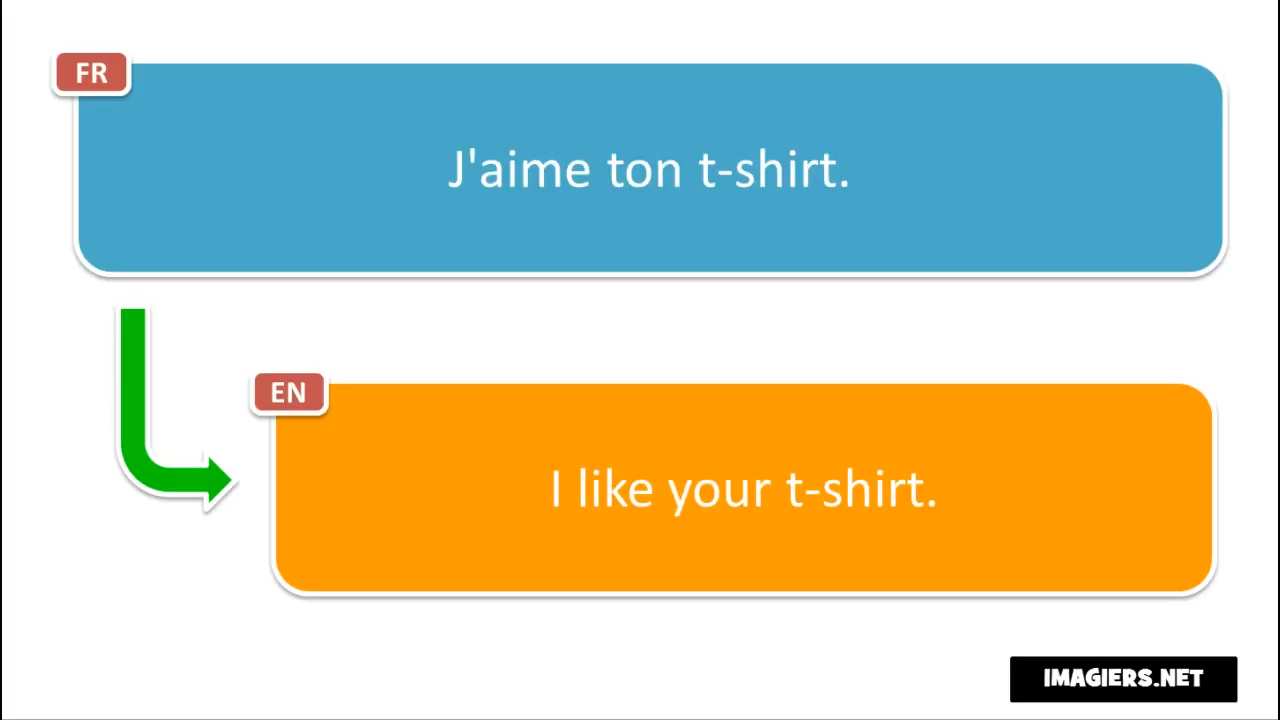 FR
J'aime ton t-shirt.
EN
I like your t-shirt.
IMAGIERS.NET